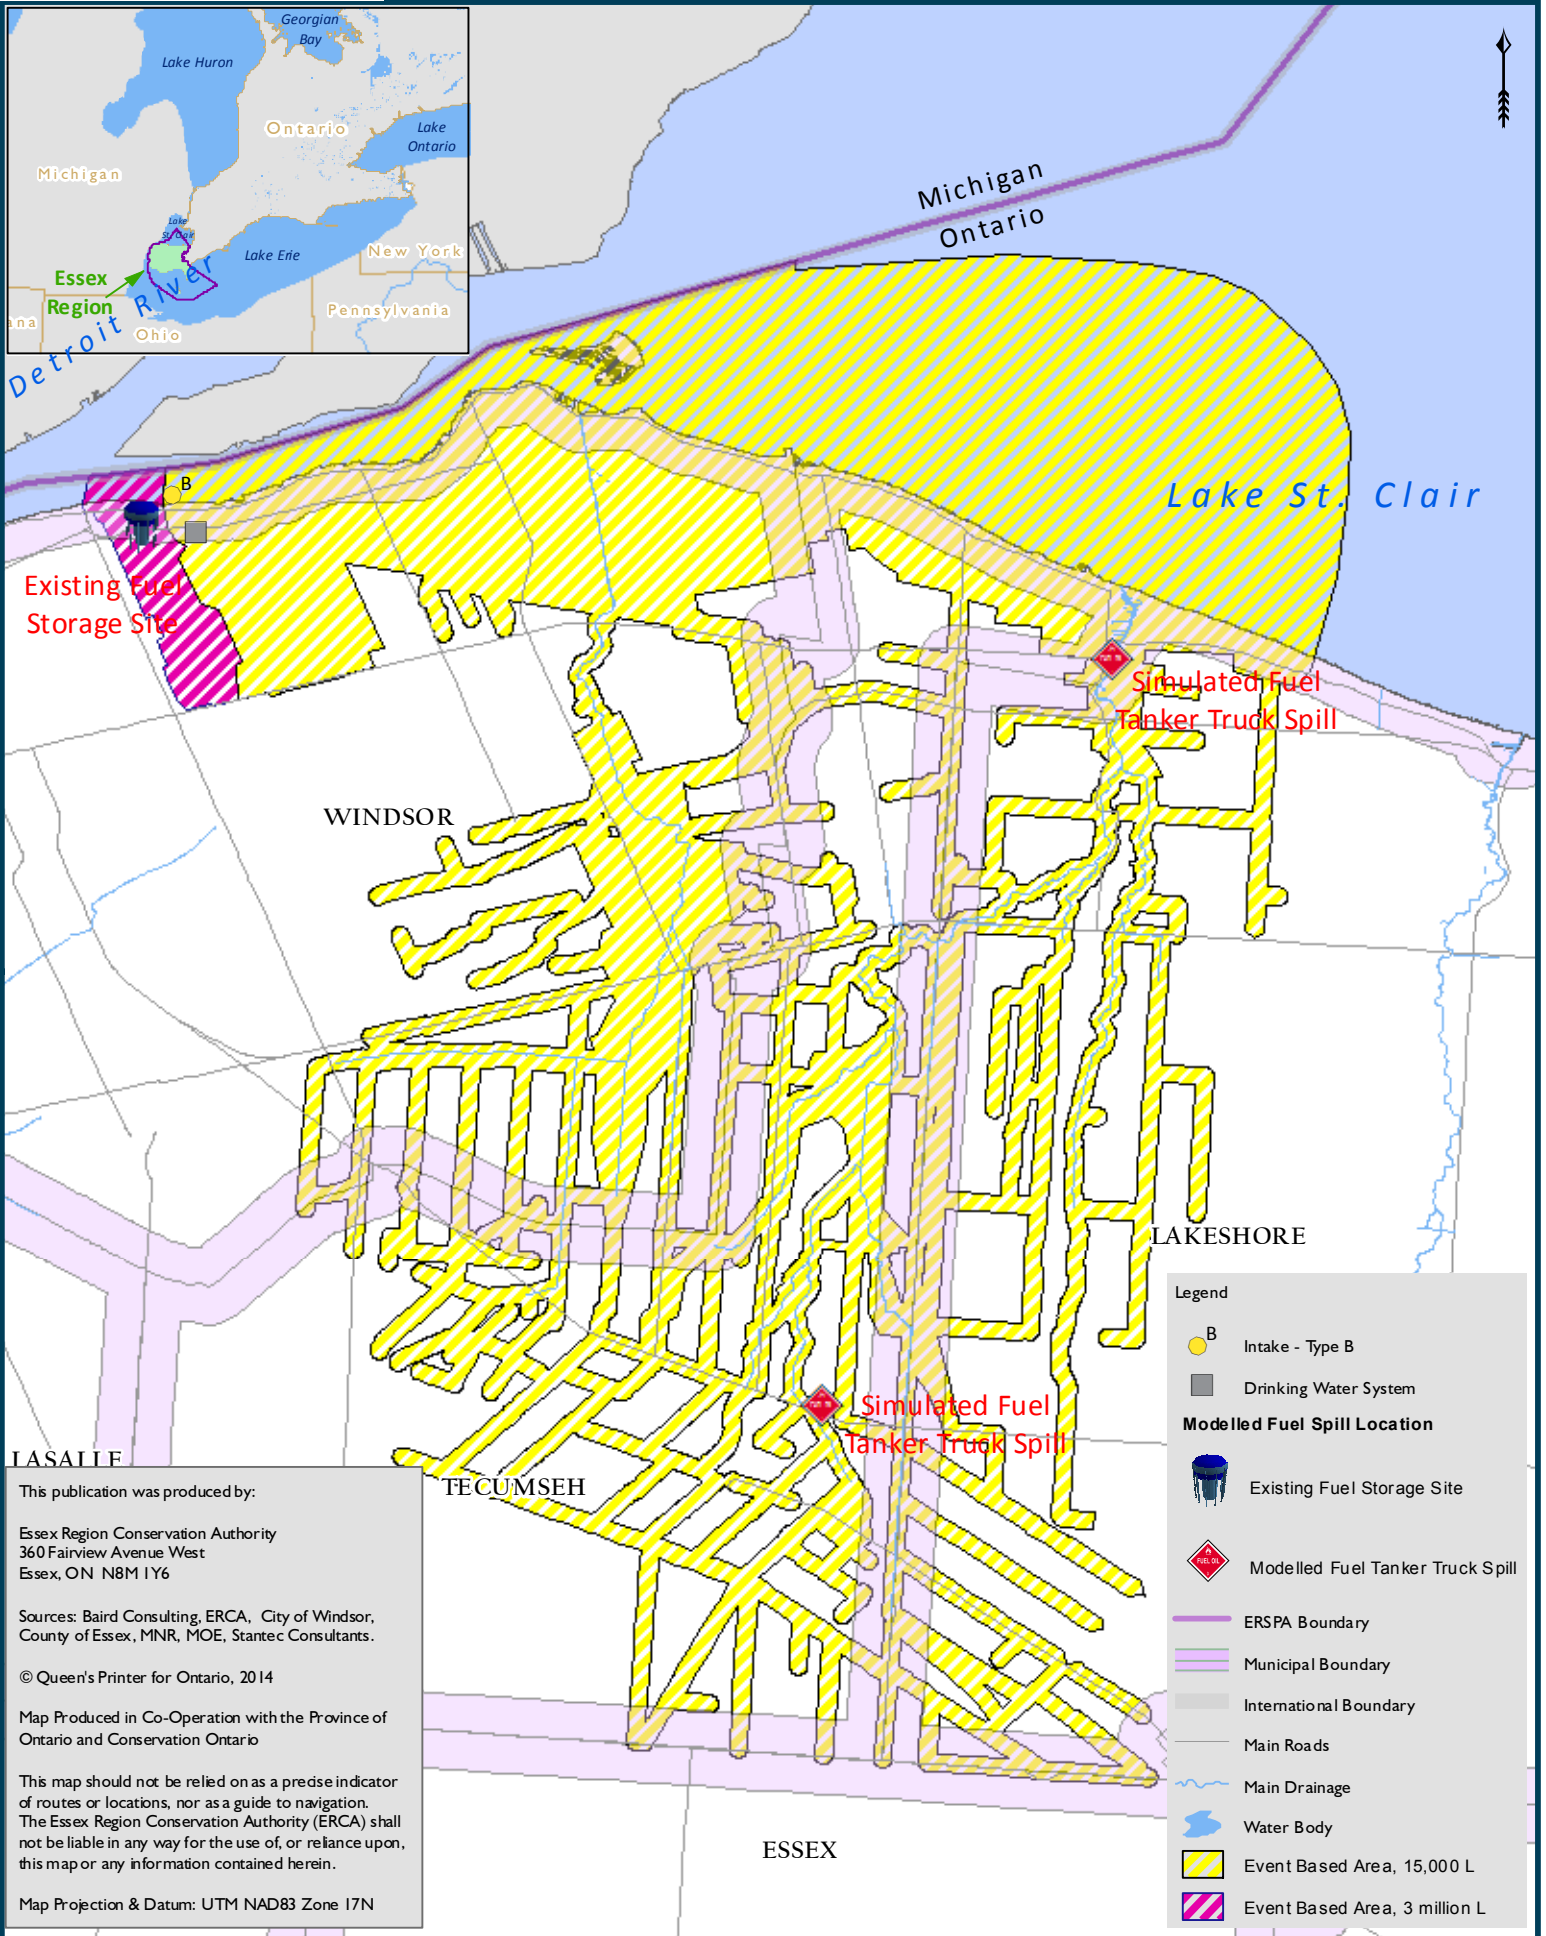 Georgian
Bay
Lake Huron
Ontario
Lake
Ontario
Michigan
Lake
St. Clair
Lake Erie
New York
Essex
Region
Pennsylvania
ana
Ohio
Detroit River
Michigan
Ontario
Lake St. Clair
B
Existing Fuel
Storage Site
Simulated Fuel
Tanker Truck Spill
WINDSOR
LAKESHORE
Simulated Fuel
Tanker Truck Spill
LASALLE
TECUMSEH
ESSEX
This publication was produced by:
Essex Region Conservation Authority
360 Fairview Avenue West
Essex, ON N8M 1Y6
Sources: Baird Consulting, ERCA, City of Windsor,
County of Essex, MNR, MOE, Stantec Consultants.
© Queen's Printer for Ontario, 2014
Map Produced in Co-Operation with the Province of
Ontario and Conservation Ontario
This map should not be relied on as a precise indicator
of routes or locations, nor as a guide to navigation.
The Essex Region Conservation Authority (ERCA) shall
not be liable in any way for the use of, or reliance upon,
this map or any information contained herein.
Map Projection & Datum: UTM NAD83 Zone 17N
Legend
B
Intake - Type B
Drinking Water System
Modelled Fuel Spill Location
Existing Fuel Storage Site
FUEL OIL
Modelled Fuel Tanker Truck Spill
ERSPA Boundary
Municipal Boundary
International Boundary
Main Roads
Main Drainage
Water Body
Event Based Area, 15,000 L
Event Based Area, 3 million L